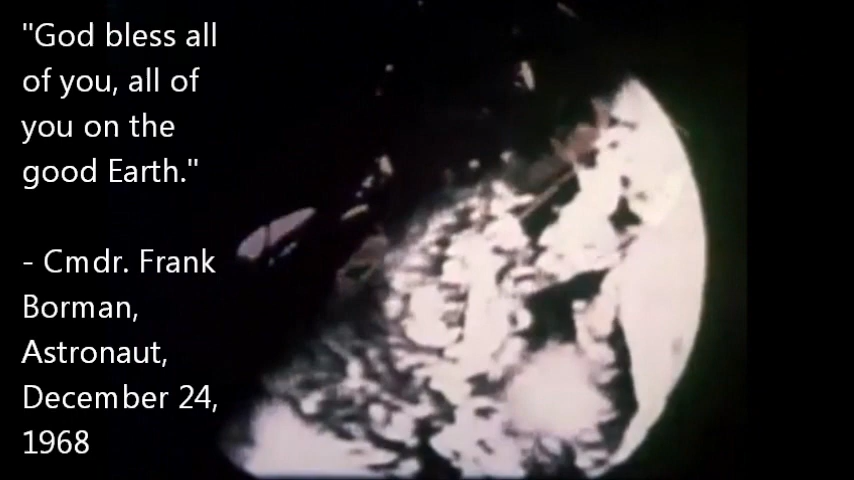 "God bless all
of you, all of
you on the
good Earth."
- Cmdr. Frank
Borman,
Astronaut,
December 24,
1968